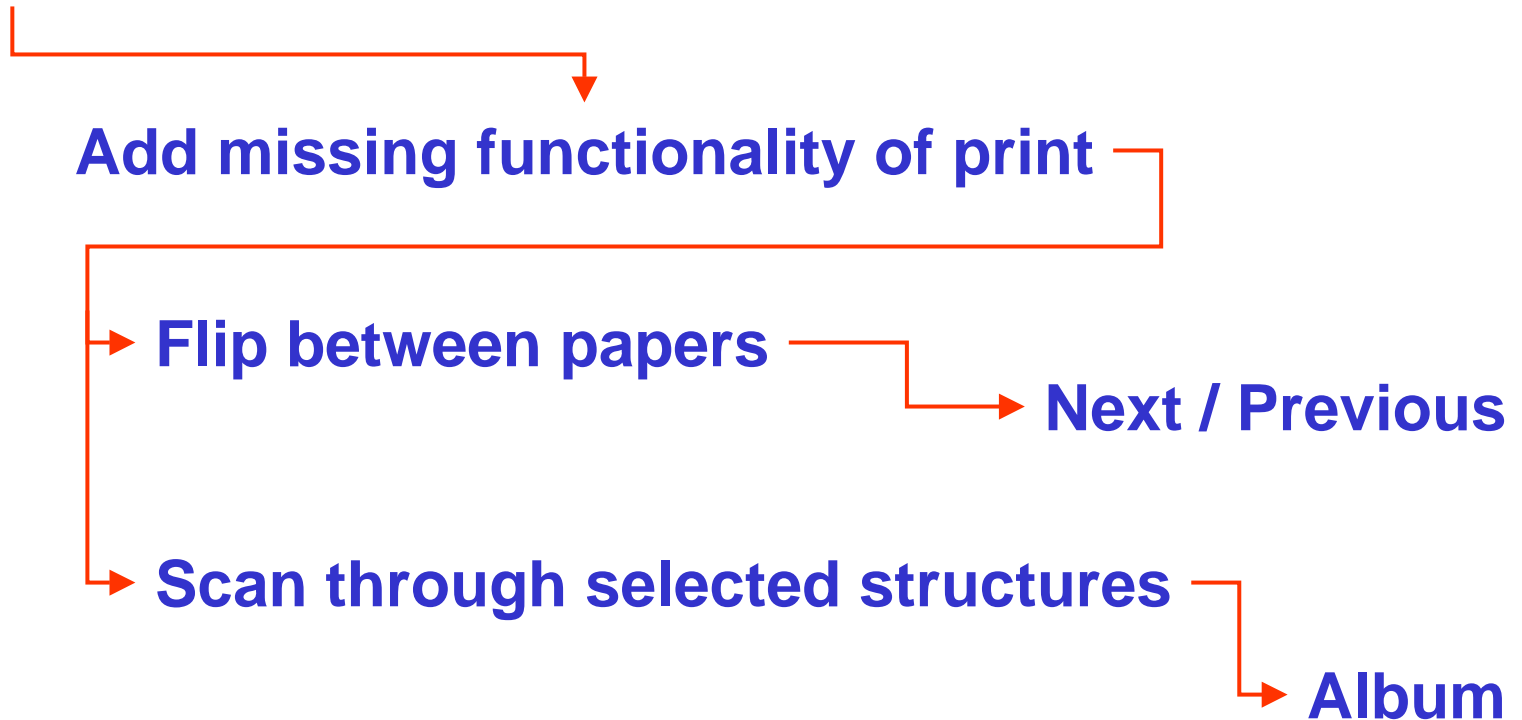 Add missing functionality of print
Flip between papers
Next / Previous
Scan through selected structures
Album